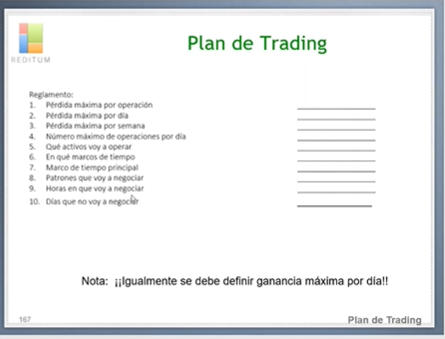 REDITUM
Plan de Trading
Reglamento:
1. Pérdida máxima por operación
2. Pérdida máxima por día
3. Pérdida máxima por semana
4. Número máximo de operaciones por día
5. Qué activos voy a operar
6. En qué marcos de tiempo
7. Marco de tiempo principal
8. Patrones que voy a negociar
9. Horas en que voy a negociar
10. Días que no voy a negociar
Nota: ¡¡Igualmente se debe definir ganancia máxima por día!!
167
Plan de Trading